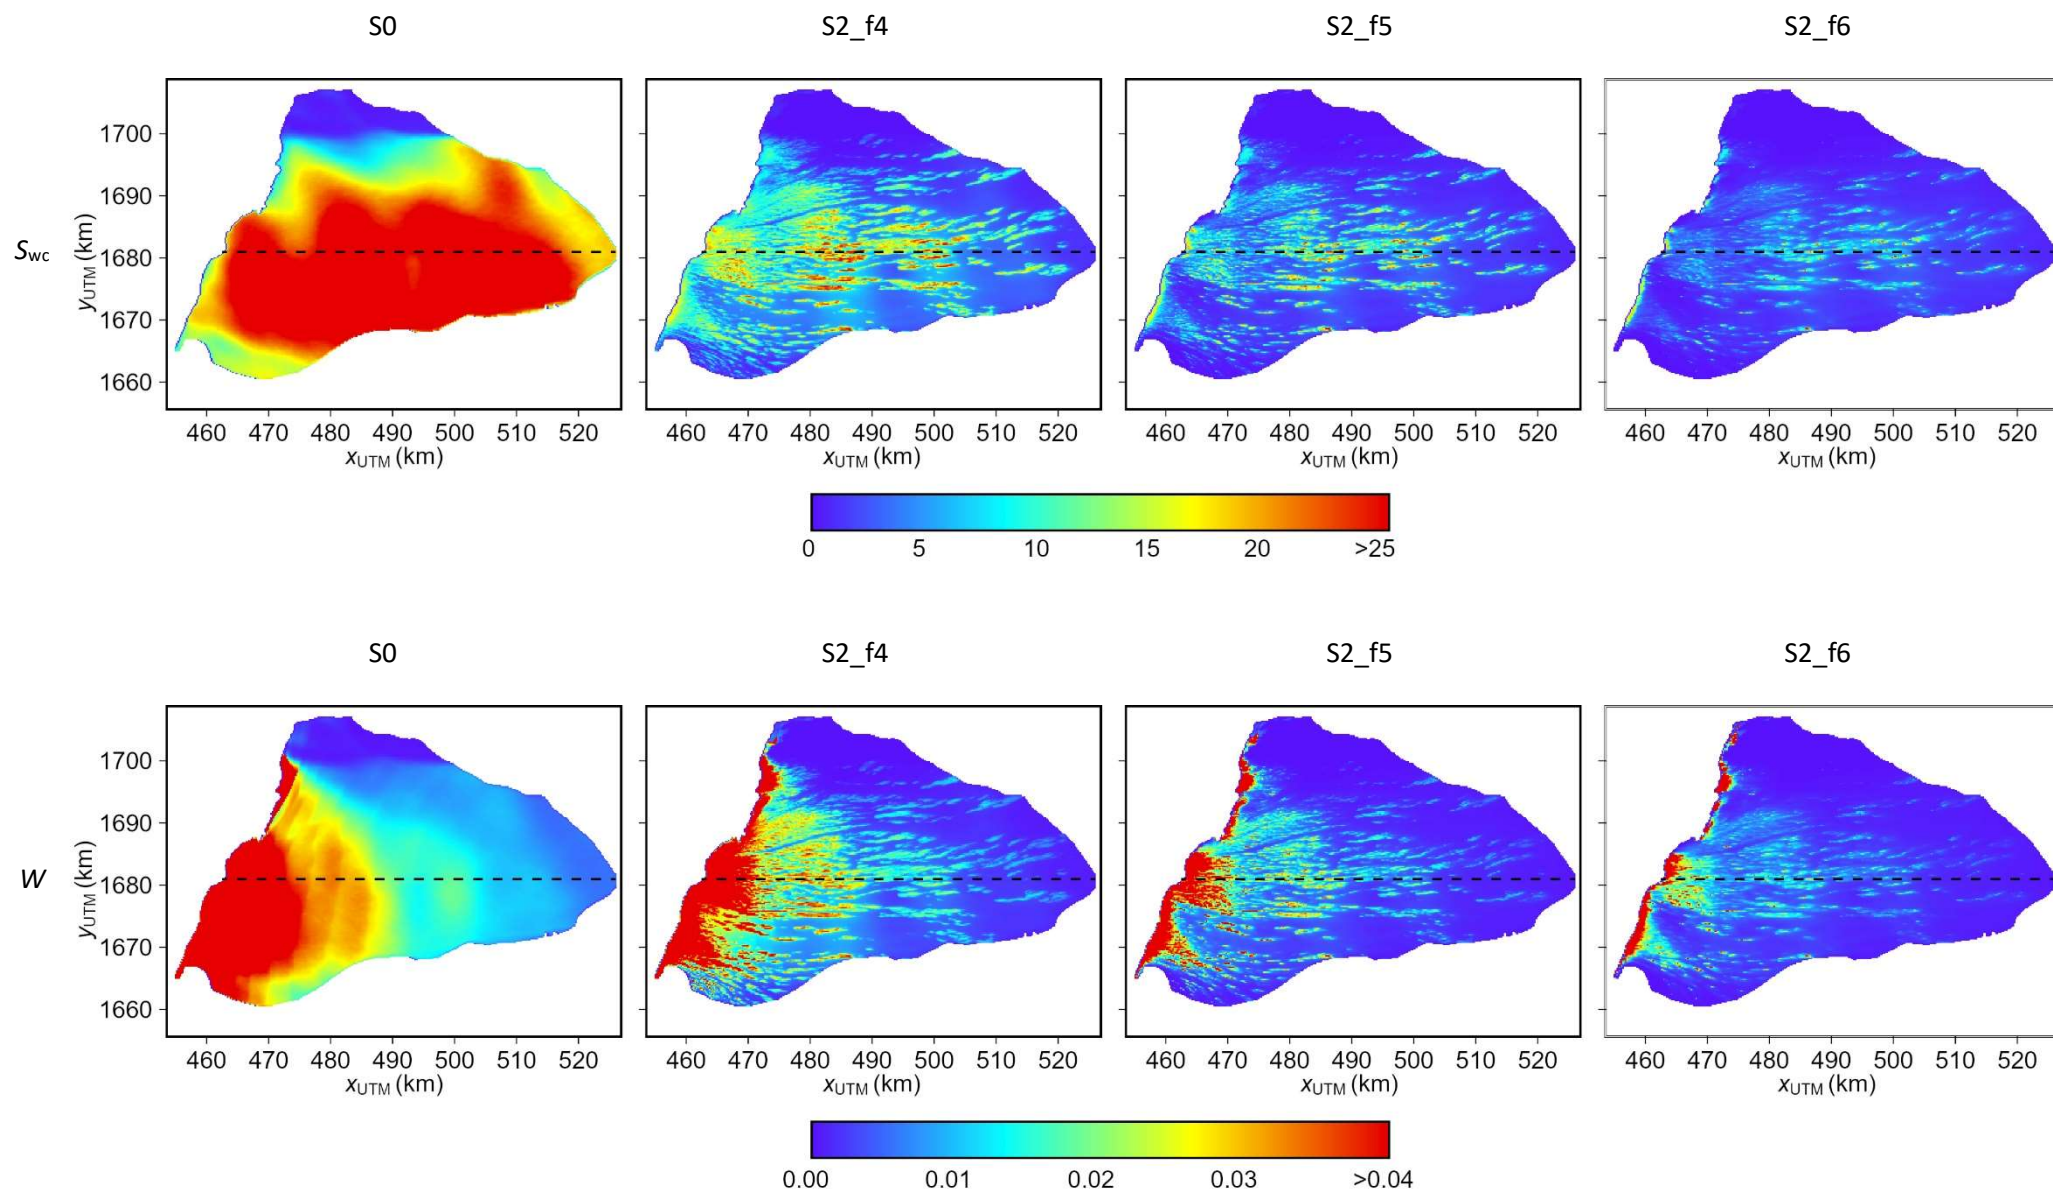 S0 S2_f4 S2_f5 S2_f6
Swc
yUTM (km)
1700
1690
1680
1670
1660
460 470 480 490 500 510 520 460 470 480 490 500 510 520 460 470 480 490 500 510 520 460 470 480 490 500 510 520
xUTM (km) xUTM (km) xUTM (km) xUTM (km)
0 5 10 15 20 >25
S0 S2_f4 S2_f5 S2_f6
W
yUTM (km)
1700
1690
1680
1670
1660
460 470 480 490 500 510 520 460 470 480 490 500 510 520 460 470 480 490 500 510 520 460 470 480 490 500 510 520
xUTM (km) xUTM (km) xUTM (km) xUTM (km)
0.00 0.01 0.02 0.03 >0.04